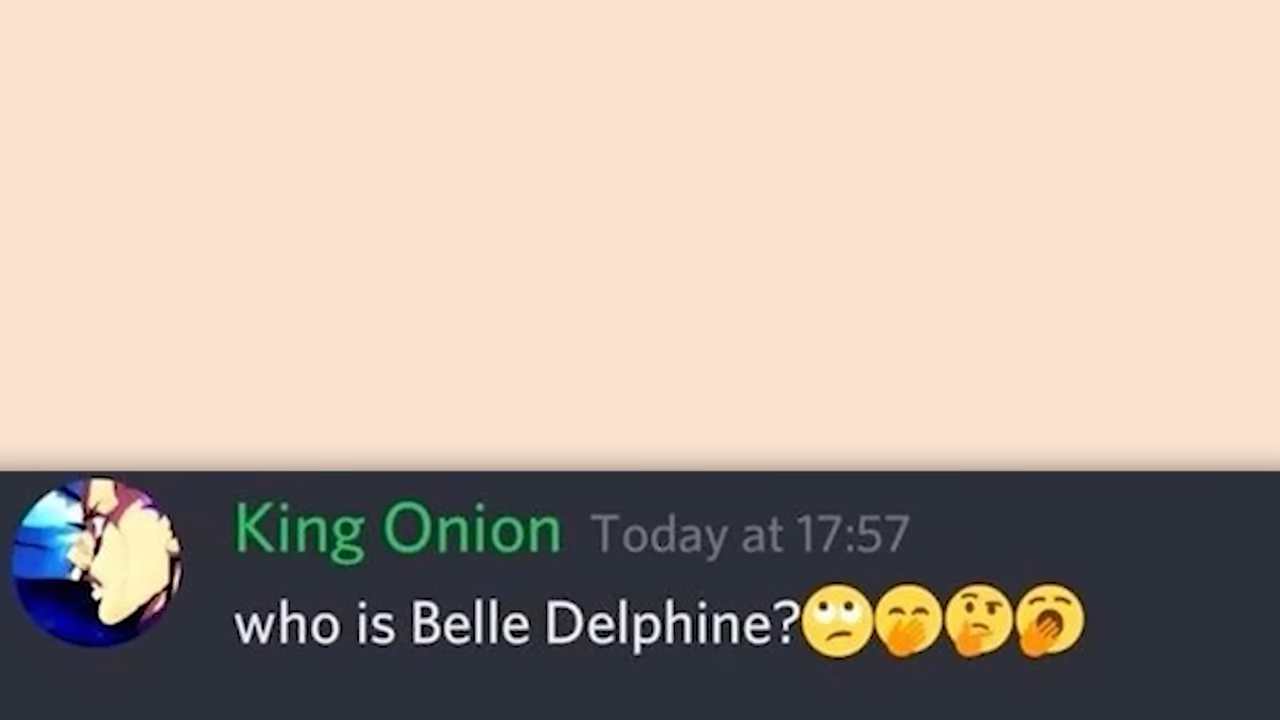 King Onion Today at 17:57
who is Belle Delphine?🙄🤭🤔🥱